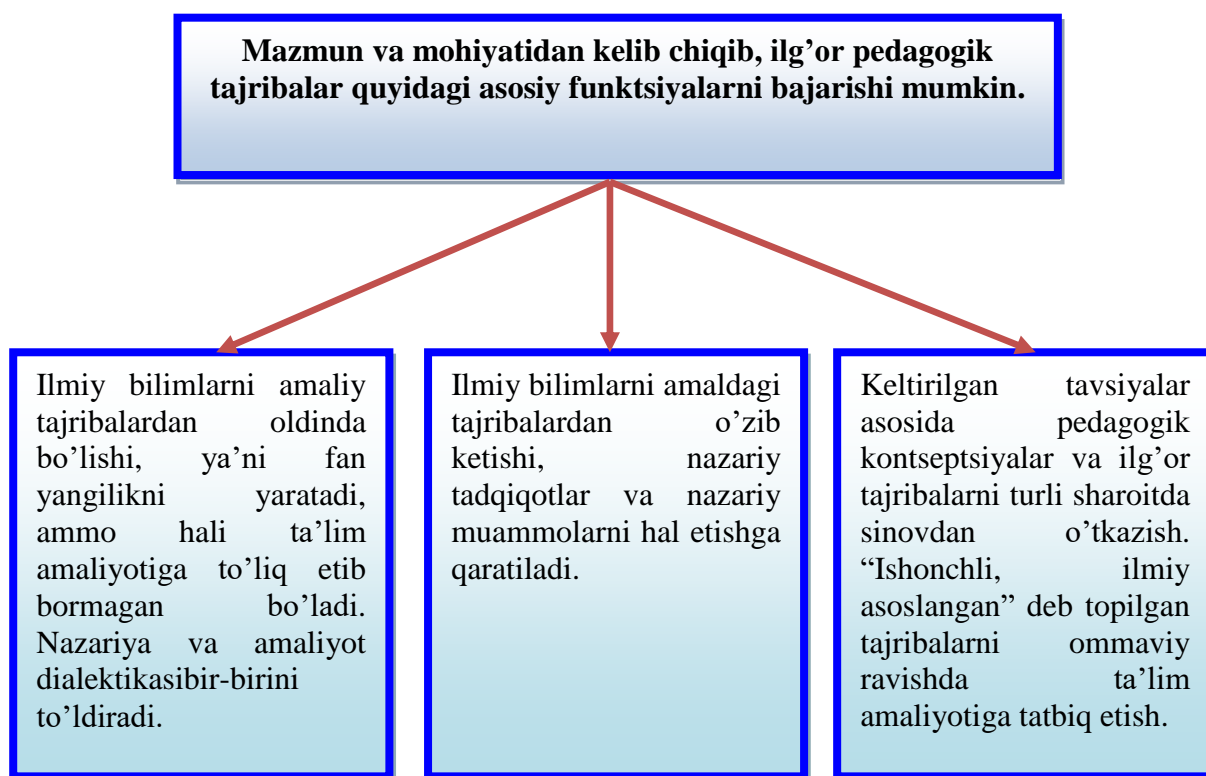 Mazmun va mohiyatidan kelib chiqib, ilg’or pedagogik
tajribalar quyidagi asosiy funktsiyalarni bajarishi mumkin.
Ilmiy bilimlarni amaliy
tajribalardan oldinda
bo’lishi, ya’ni fan
yangilikni yaratadi,
ammo hali ta’lim
amaliyotiga to’liq etib
bormagan bo’ladi.
Nazariya va amaliyot
dialektikasibir-birini
to’ldiradi.
Ilmiy bilimlarni amaldagi
tajribalardan o’zib
ketishi, nazariy
tadqiqotlar va nazariy
muammolarni hal etishga
qaratiladi.
Keltirilgan tavsiyalar
asosida pedagogik
kontseptsiyalar va ilg’or
tajribalarni turli sharoitda
sinovdan o’tkazish.
“Ishonchli, ilmiy
asoslangan” deb topilgan
tajribalarni ommaviy
ravishda ta’lim
amaliyotiga tatbiq etish.